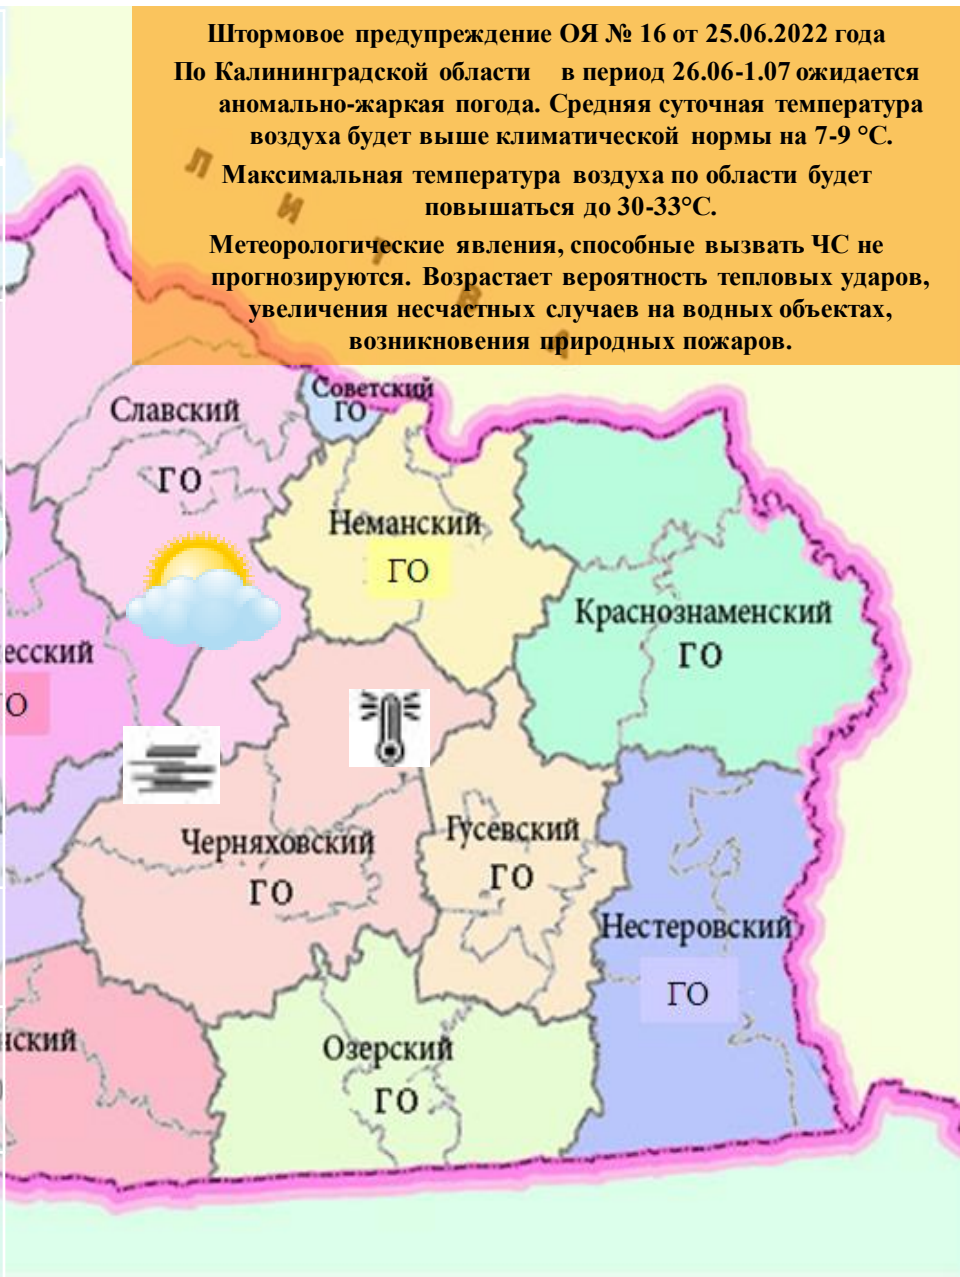 Штормовое предупреждение ОЯ № 16 от 25.06.2022 года
По Калининградской области в период 26.06-1.07 ожидается
аномально-жаркая погода. Средняя суточная температура
воздуха будет выше климатической нормы на 7-9 °С.
Максимальная температура воздуха по области будет
повышаться до 30-33°С.
Метеорологические явления, способные вызвать ЧС не
прогнозируются. Возрастает вероятность тепловых ударов,
увеличения несчастных случаев на водных объектах,
возникновения природных пожаров.
ЛИТВА
Советский
ГО
Славский
ГО
Неманский
ГО
Краснознаменский
ГО
есский
О
Черняховский
ГО
Гусевский
ГО
Нестеровский
ГО
нский
Озерский
ГО